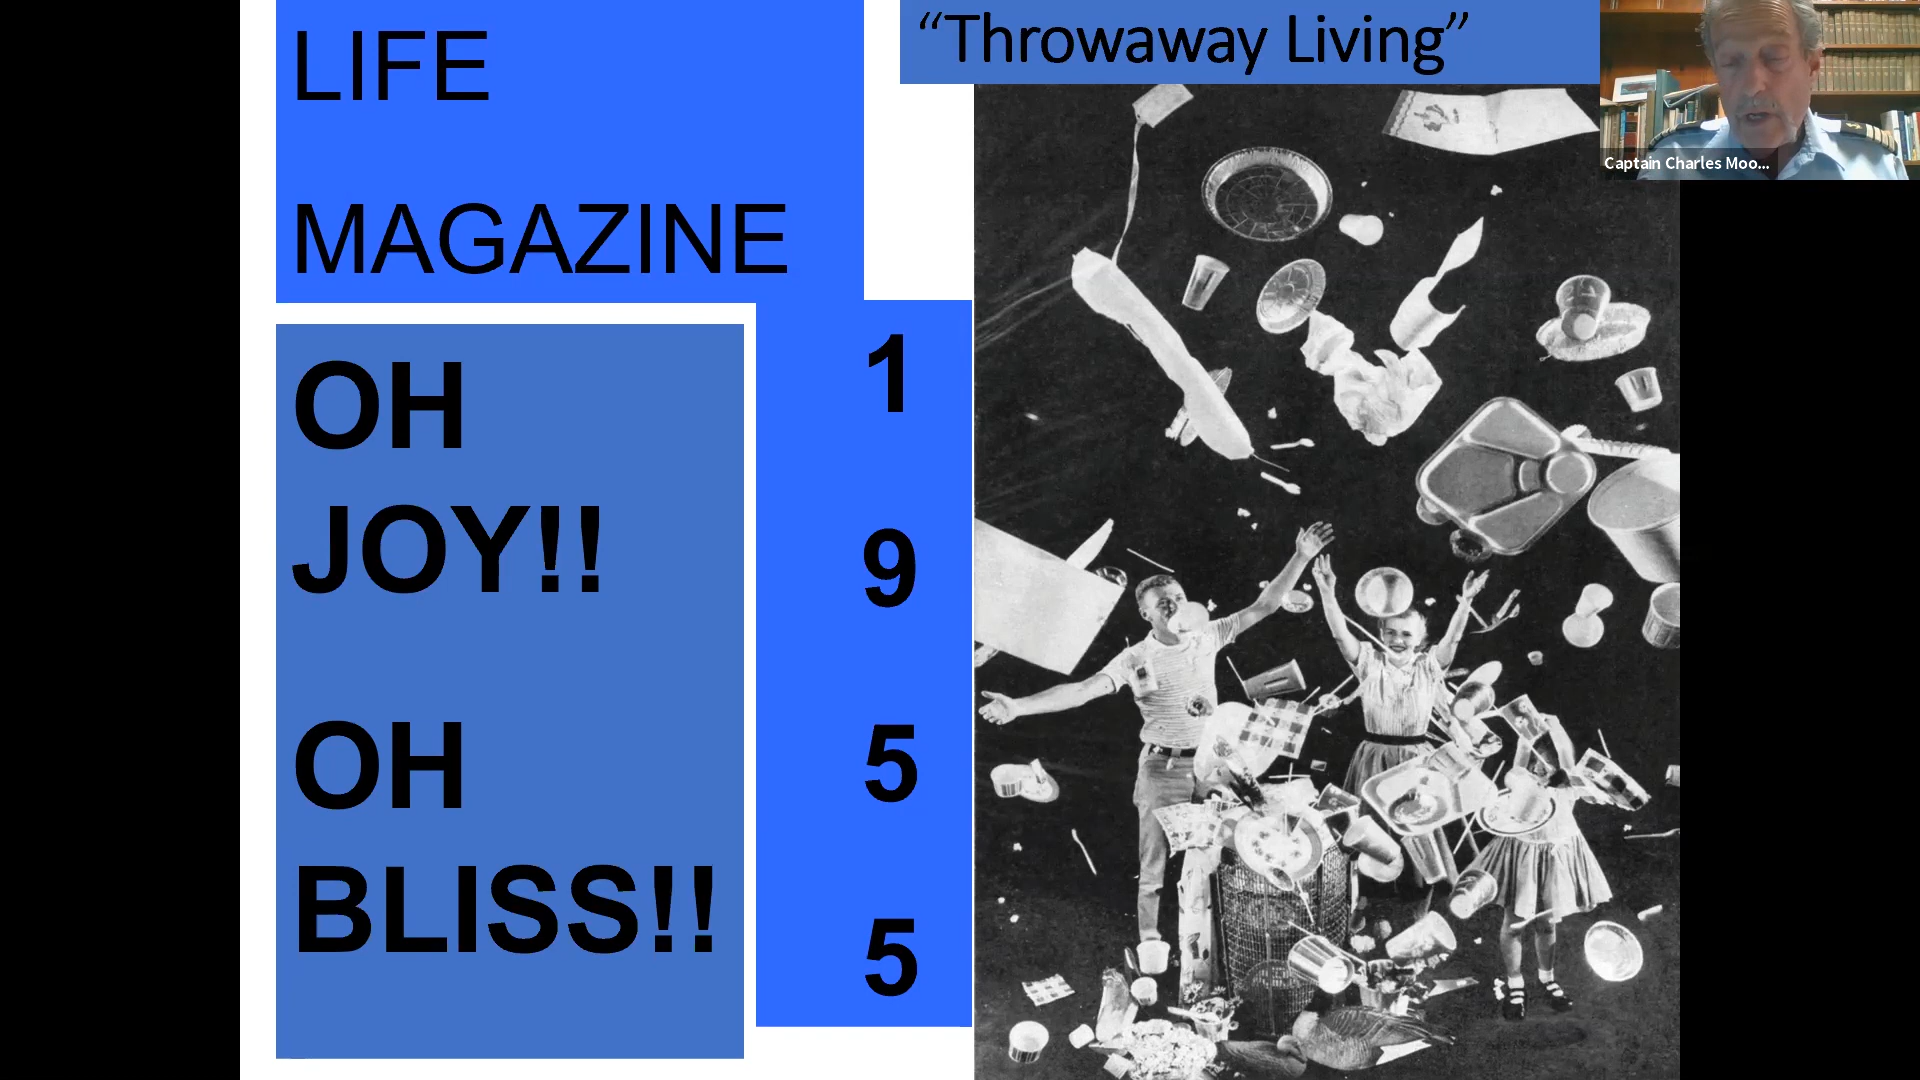 LIFE
MAGAZINE
“Throwaway Living”
Captain Charles Moo...
OH
JOY!!
OH
BLISS!!
1
9
5
5